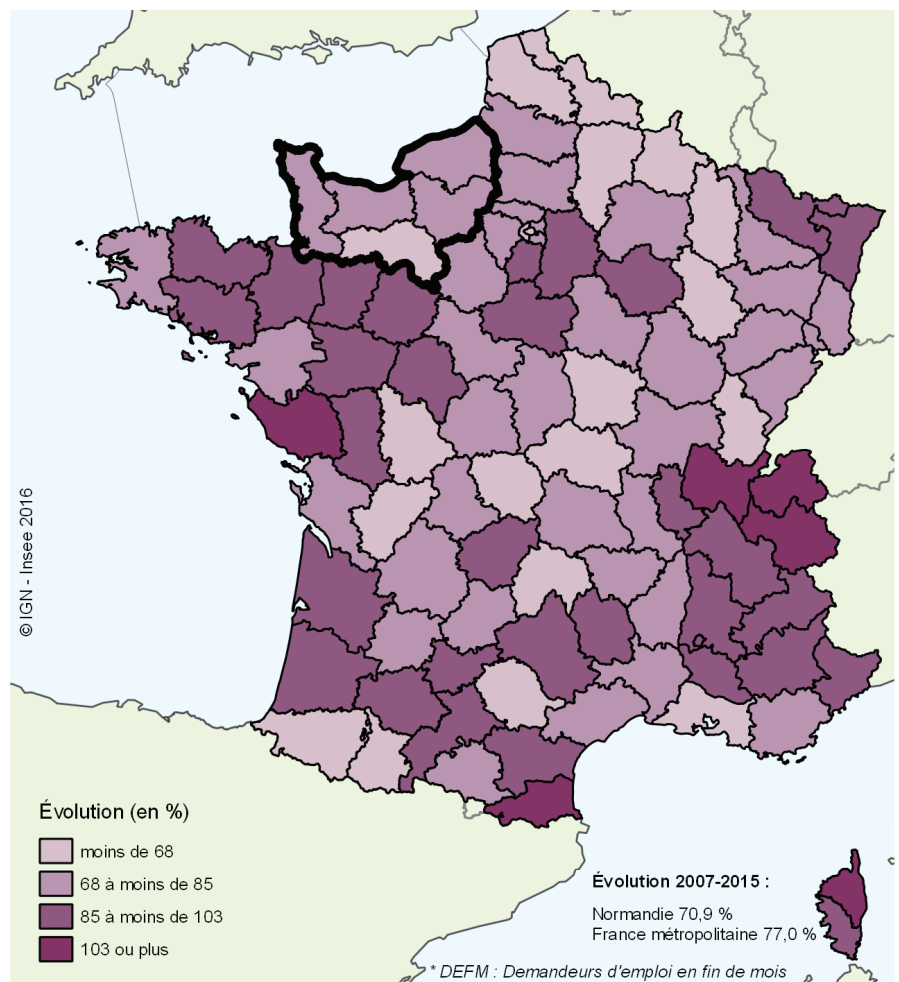 © IGN - Insee 2016
Évolution (en %)
moins de 68
68 à moins de 85
85 à moins de 103
103 ou plus
Évolution 2007-2015 :
Normandie 70,9 %
France métropolitaine 77,0 %
* DEFM : Demandeurs d'emploi en fin de mois